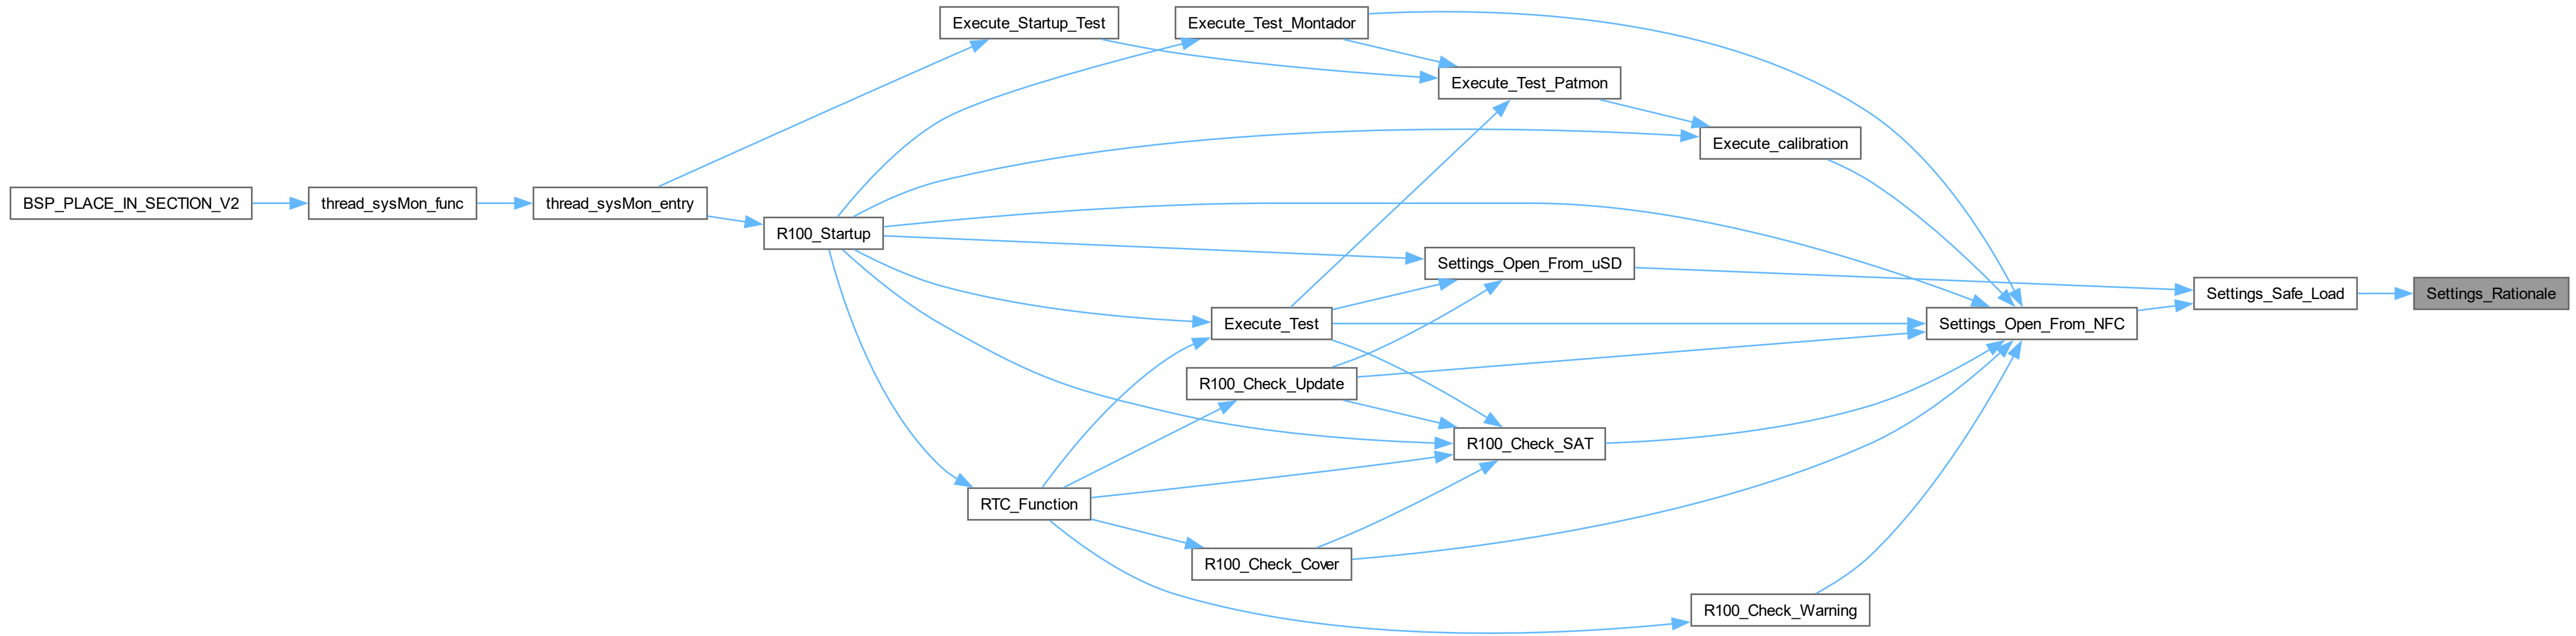 Execute_Startup_Test
Execute_Test_Montador
Execute_Test_Patmon
Execute_calibration
BSP_PLACE_IN_SECTION_V2
thread_sysMon_func
thread_sysMon_entry
R100_Startup
Settings_Open_From_uSD
Settings_Safe_Load
Settings_Rationale
Execute_Test
Settings_Open_From_NFC
R100_Check_Update
R100_Check_SAT
RTC_Function
R100_Check_Cover
R100_Check_Warning